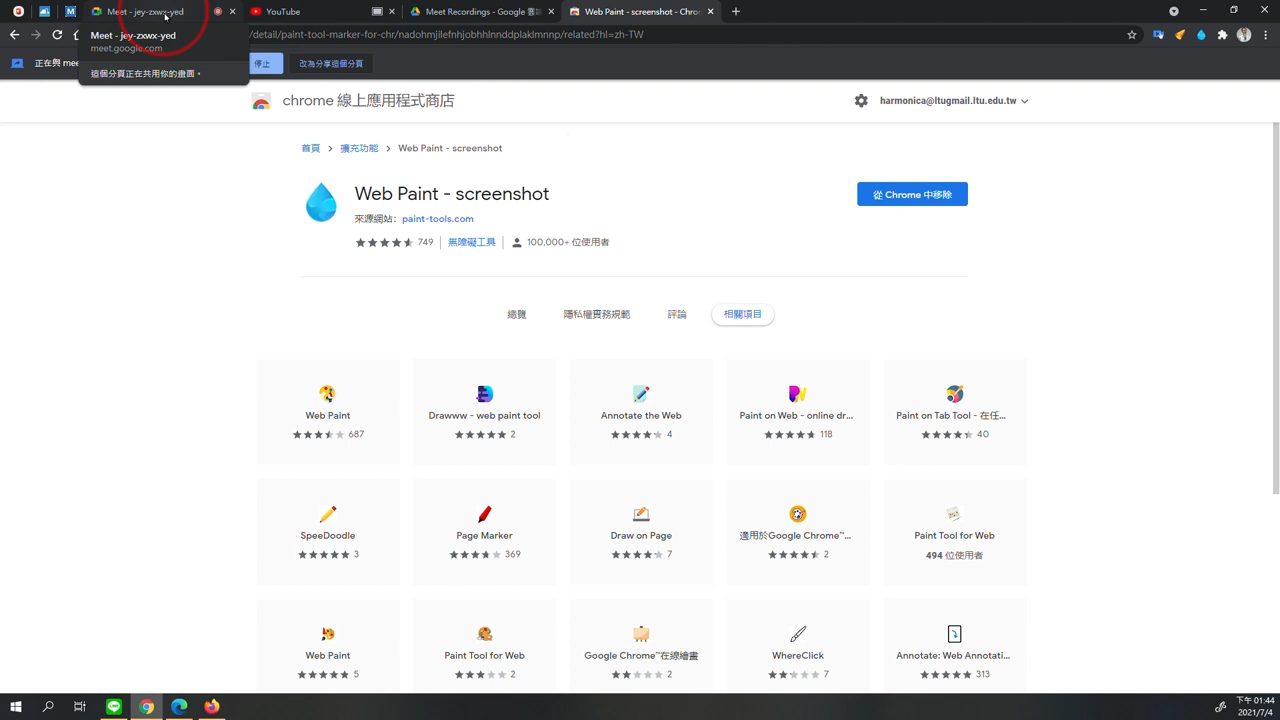 Meet - jey-zxwx-yed
YouTube
Meet Recordings - Google 雲端
Web Paint - screenshot - Chro
/detail/paint-tool-marker-for-chr/nadohmjilefnhjobhhlnnddplaklmnnp/related?hl=zh-TW
Meet - jey-zxwx-yed
meet.google.com
這個分頁正在共用你的畫面。
正在與 mee
停止
改為分享這個分頁
chrome 線上應用程式商店
harmonica@ltugmail.ltu.edu.tw
首頁 > 擴充功能 > Web Paint - screenshot
Web Paint - screenshot
從 Chrome 中移除
來源網站: paint-tools.com
749 無障礙工具 100,000+ 位使用者
總覽 隱私權實務規範 評論 相關項目
Web Paint
687
Drawww - web paint tool
2
Annotate the Web
4
Paint on Web - online dr...
118
Paint on Tab Tool - 在任...
40
SpeeDoodle
3
Page Marker
369
Draw on Page
7
適用於Google Chrome™...
2
Paint Tool for Web
494 位使用者
Web Paint
5
Paint Tool for Web
2
Google Chrome™在線繪畫
2
WhereClick
7
Annotate: Web Annotati...
313
下午 01:44
2021/7/4